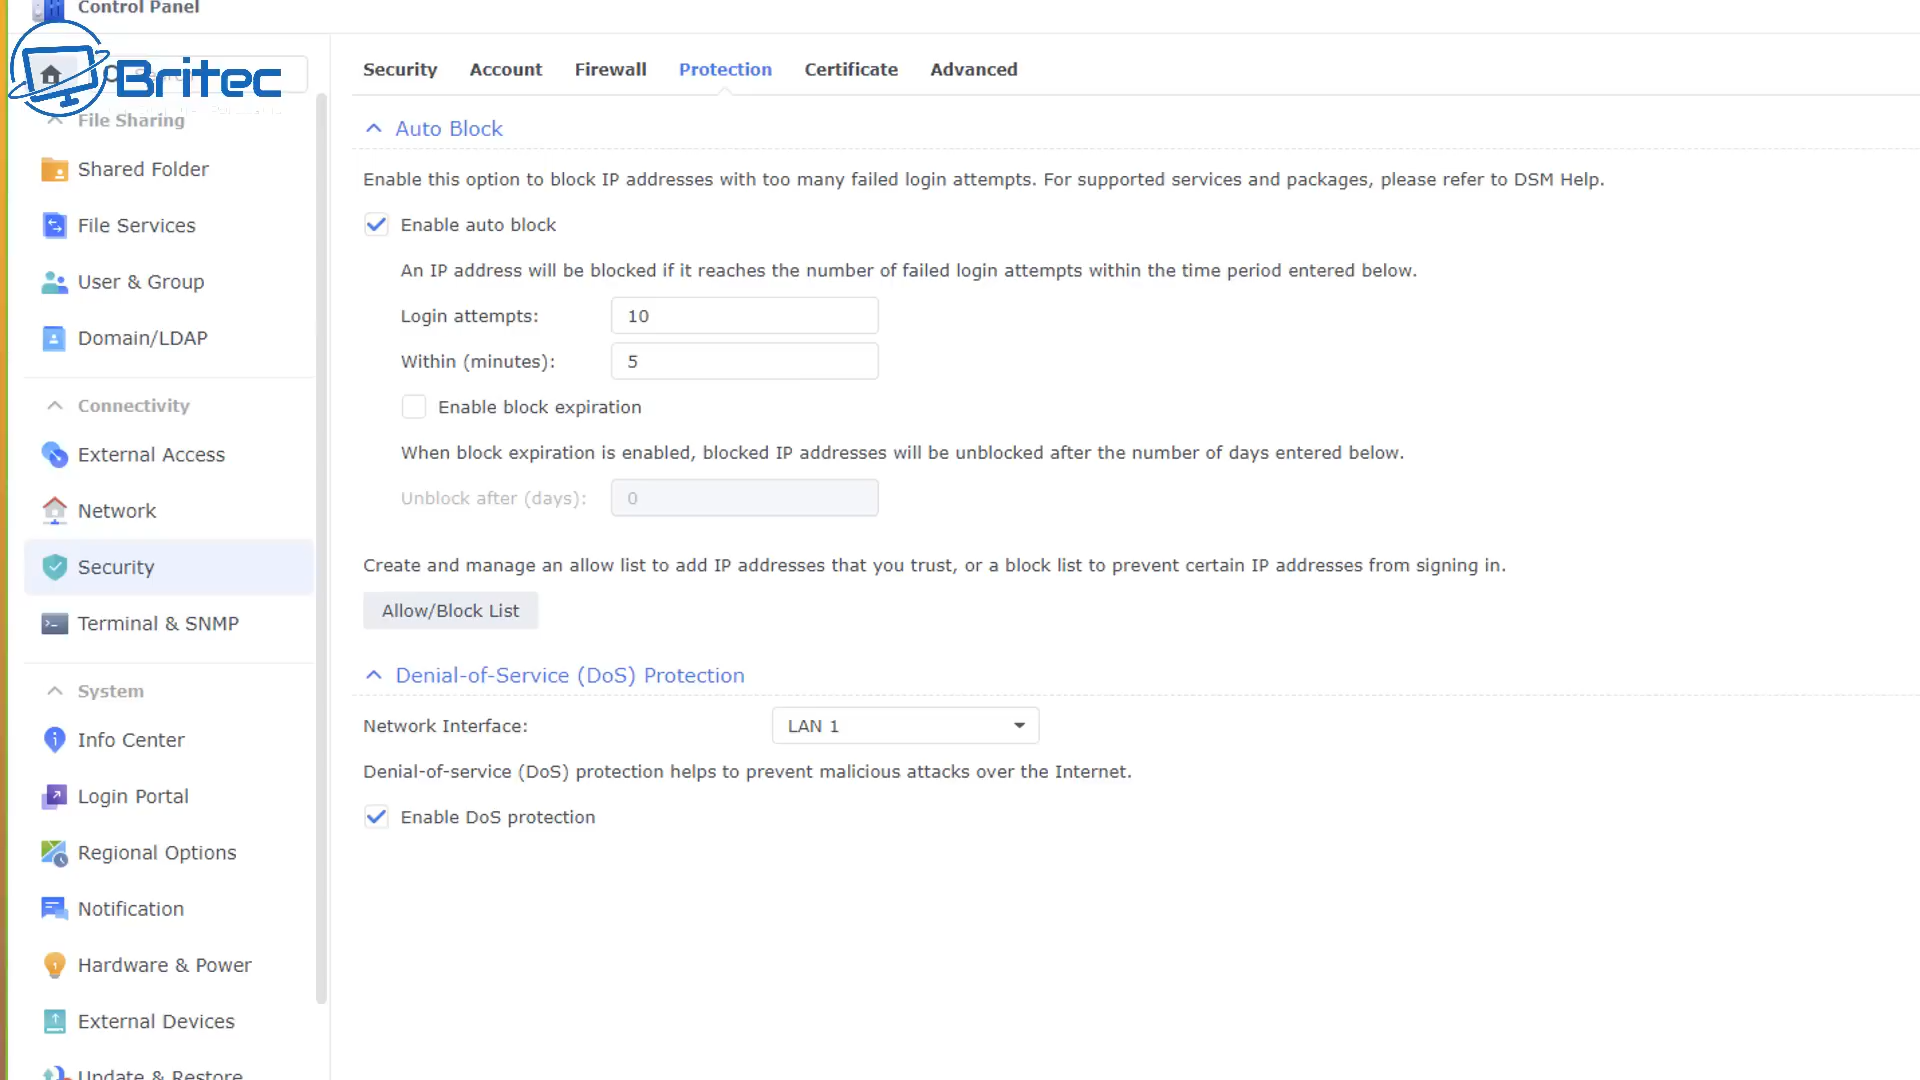 Control Panel
Britec
File Sharing
Shared Folder
File Services
User & Group
Domain/LDAP
Connectivity
External Access
Network
Security
Terminal & SNMP
System
Info Center
Login Portal
Regional Options
Notification
Hardware & Power
External Devices
Update & Restore
Security Account Firewall Protection Certificate Advanced
Auto Block
Enable this option to block IP addresses with too many failed login attempts. For supported services and packages, please refer to DSM Help.
Enable auto block
An IP address will be blocked if it reaches the number of failed login attempts within the time period entered below.
Login attempts: 10
Within (minutes): 5
Enable block expiration
When block expiration is enabled, blocked IP addresses will be unblocked after the number of days entered below.
Unblock after (days): 0
Create and manage an allow list to add IP addresses that you trust, or a block list to prevent certain IP addresses from signing in.
Allow/Block List
Denial-of-Service (DoS) Protection
Network Interface: LAN 1
Denial-of-service (DoS) protection helps to prevent malicious attacks over the Internet.
Enable DoS protection